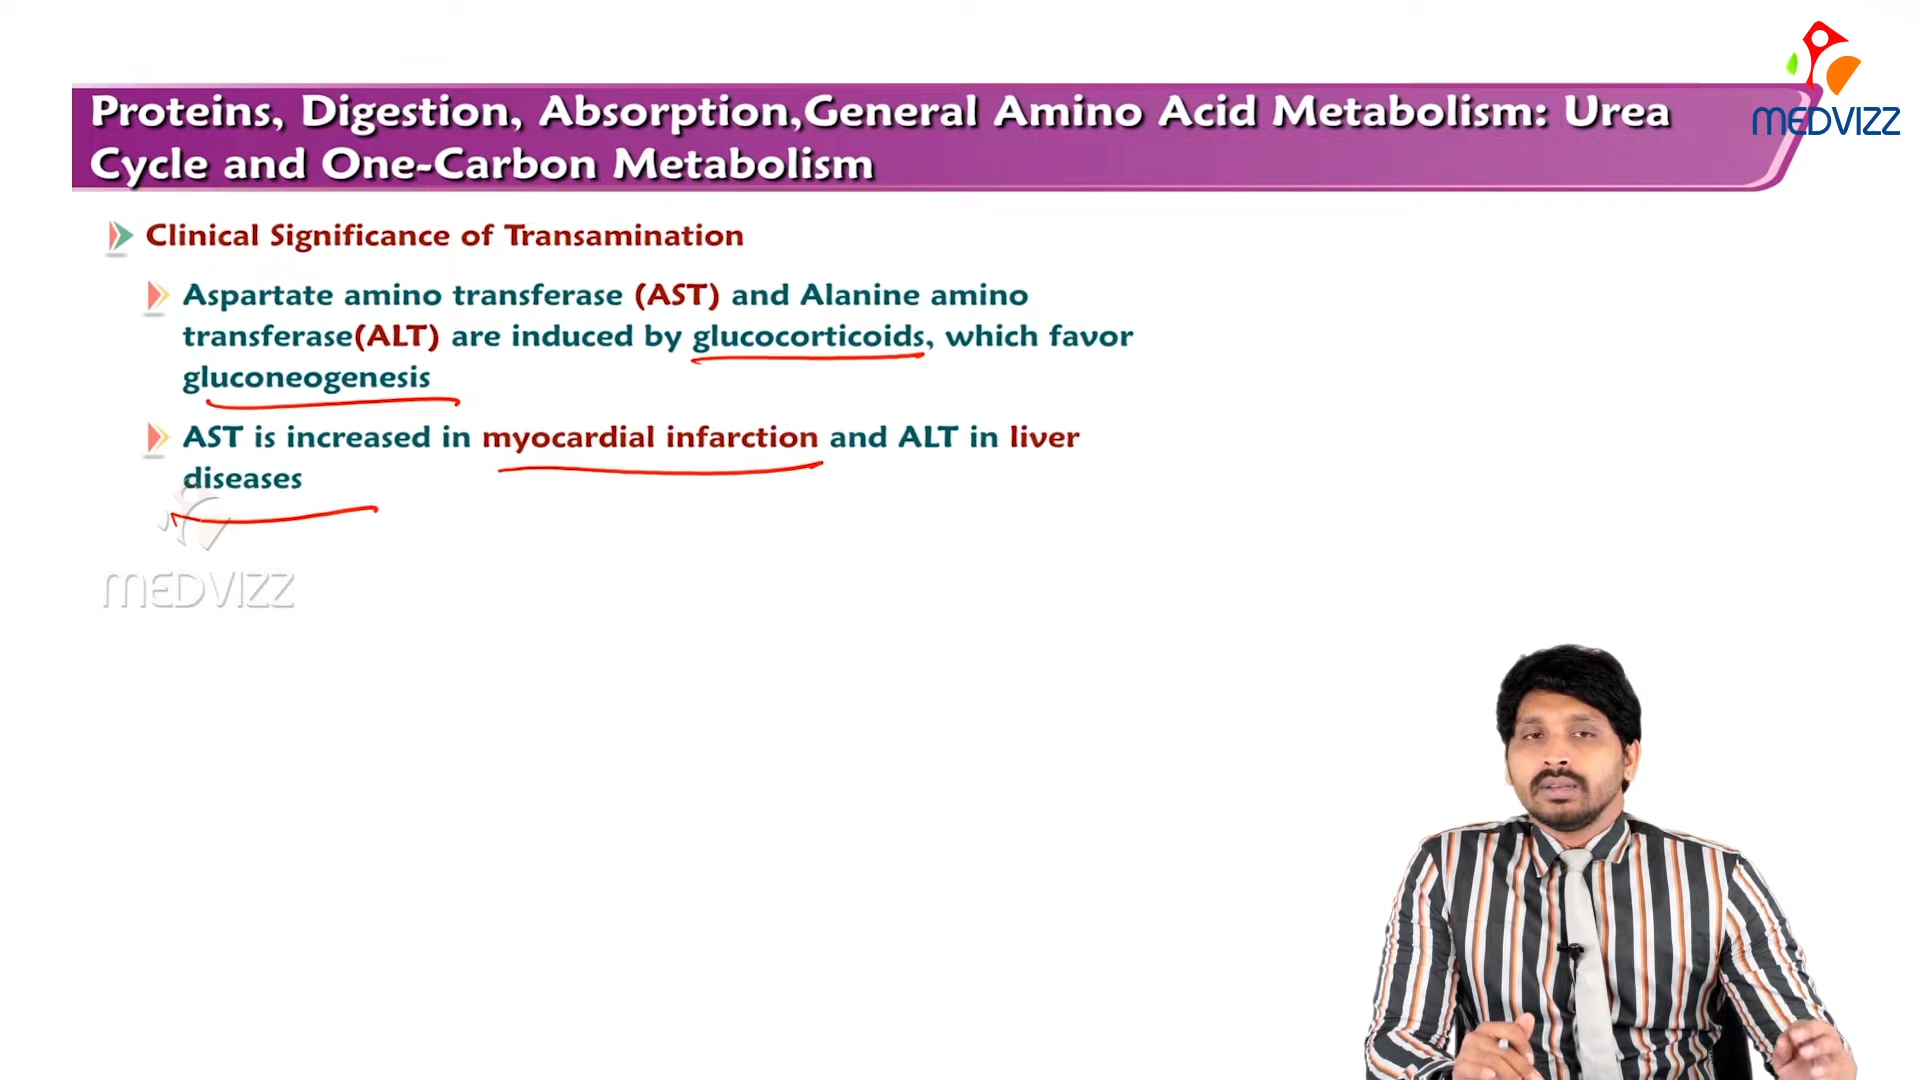 MEDVIZZ
Proteins, Digestion, Absorption,General Amino Acid Metabolism: Urea
Cycle and One-Carbon Metabolism
Clinical Significance of Transamination
Aspartate amino transferase (AST) and Alanine amino
transferase(ALT) are induced by glucocorticoids, which favor
gluconeogenesis
AST is increased in myocardial infarction and ALT in liver
diseases
MEDVIZZ